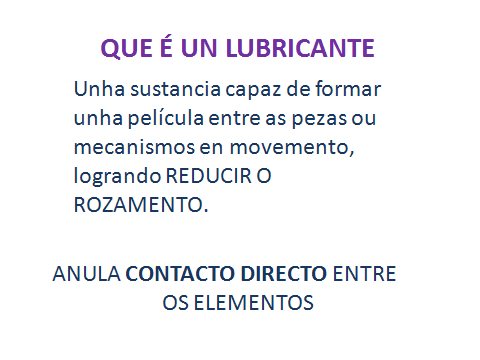 QUE É UN LUBRICANTE
Unha sustancia capaz de formar
unha película entre as pezas ou
mecanismos en movemento,
logrando REDUCIR O
ROZAMENTO.
ANULA CONTACTO DIRECTO ENTRE
OS ELEMENTOS